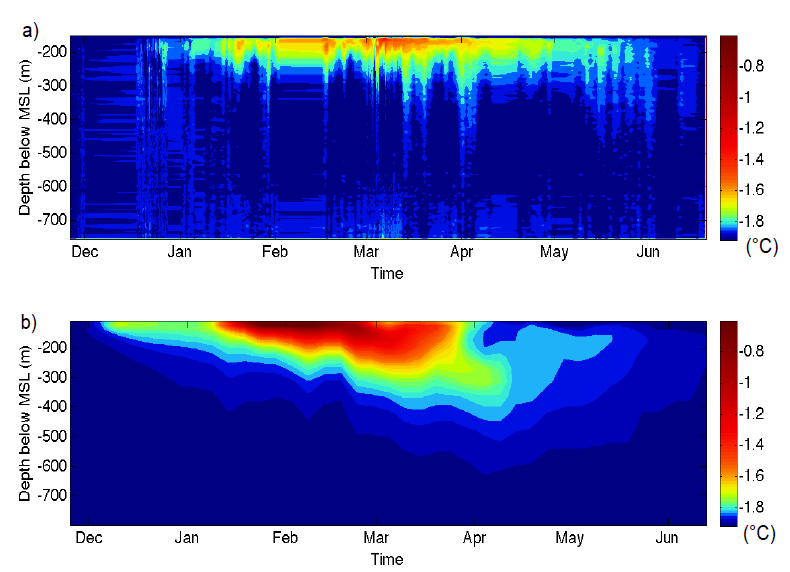 a)
Depth below MSL (m)
-200
-300
-400
-500
-600
-700
Dec Jan Feb Mar Apr May Jun
Time
-0.8
-1
-1.2
-1.4
-1.6
-1.8
(°C)
b)
Depth below MSL (m)
-200
-300
-400
-500
-600
-700
Dec Jan Feb Mar Apr May Jun
Time
-0.8
-1
-1.2
-1.4
-1.6
-1.8
(°C)